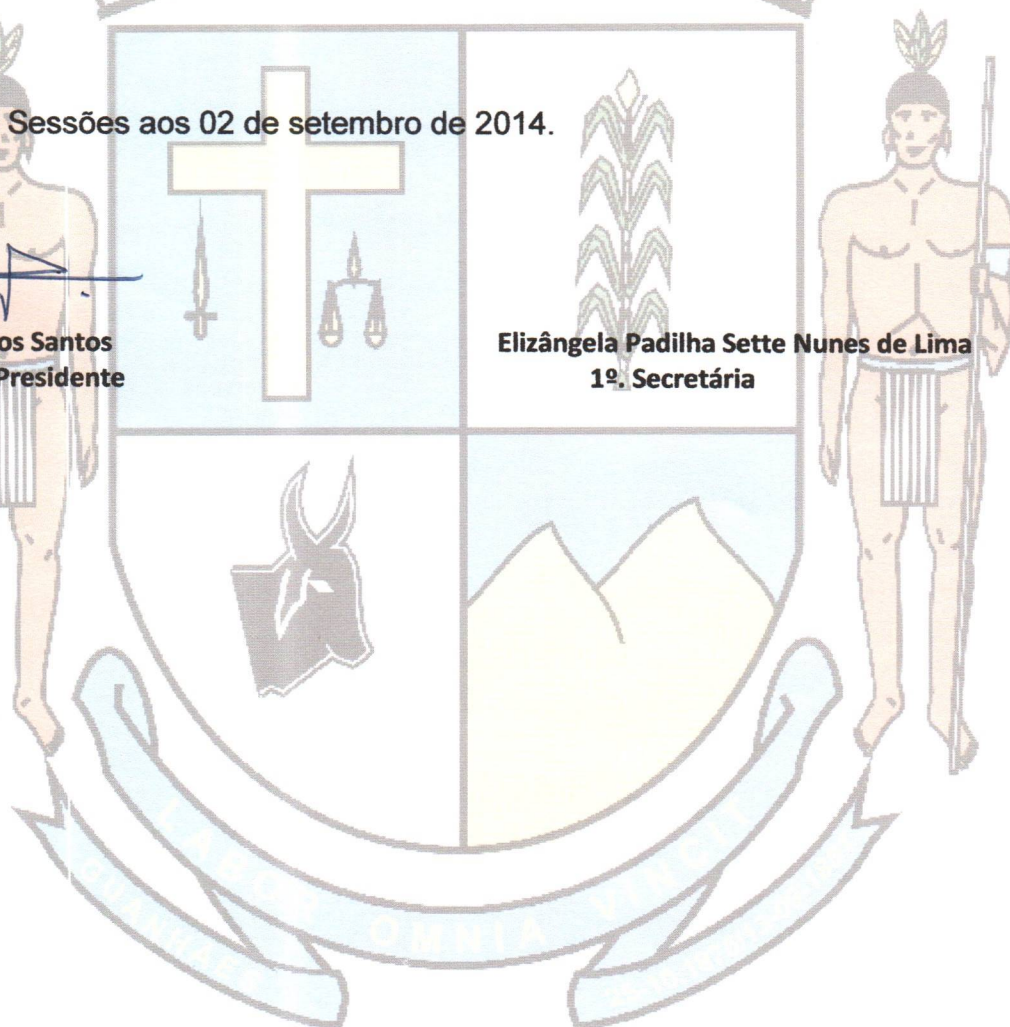 Sessões aos 02 de setembro de 2014.
os Santos
Presidente
Elizângela Padilha Sette Nunes de Lima
1º. Secretária
LABOR OMNIA VINCIT
GUANHÃES